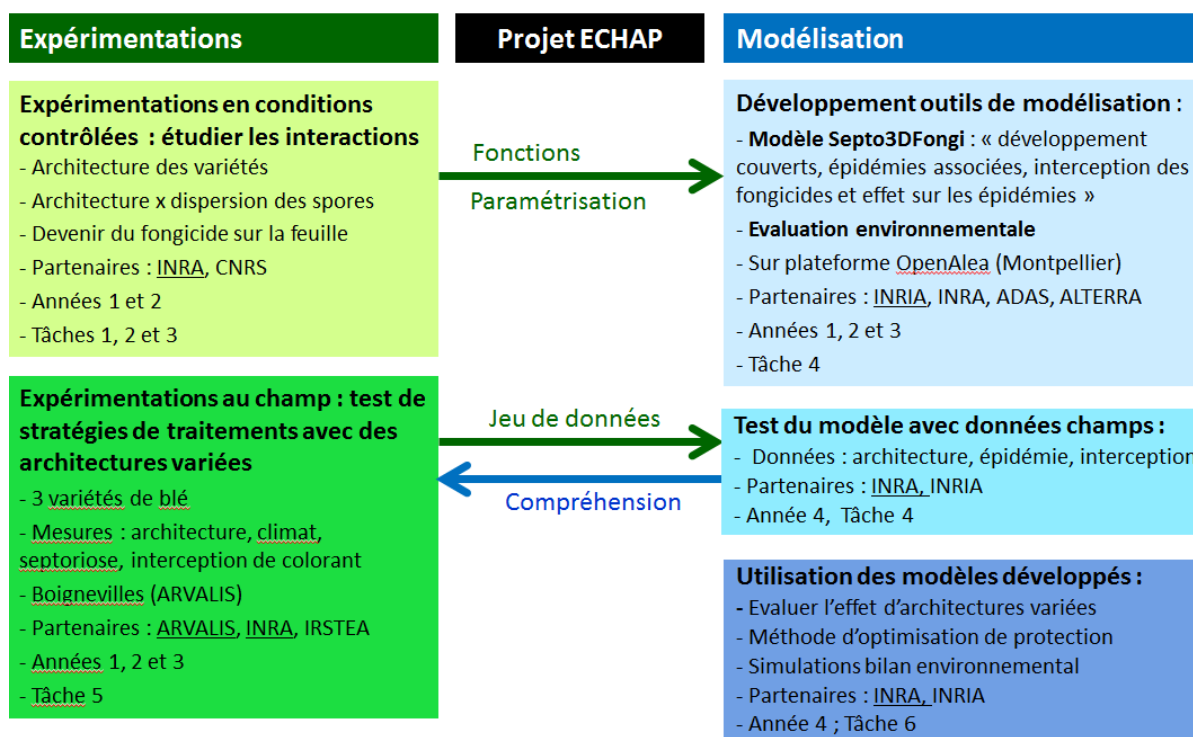 Expérimentations
Projet ECHAP
Modélisation
Expérimentations en conditions
contrôlées : étudier les interactions
- Architecture des variétés
- Architecture x dispersion des spores
- Devenir du fongicide sur la feuille
- Partenaires : INRA, CNRS
- Années 1 et 2
- Tâches 1, 2 et 3
Fonctions
Paramétrisation
Développement outils de modélisation :
- Modèle Septo3DFongi : « développement
couverts, épidémies associées, interception des
fongicides et effet sur les épidémies »
- Evaluation environnementale
- Sur plateforme OpenAlea (Montpellier)
- Partenaires : INRIA, INRA, ADAS, ALTERRA
- Années 1, 2 et 3
- Tâche 4
Expérimentations au champ : test de
stratégies de traitements avec des
architectures variées
- 3 variétés de blé
- Mesures : architecture, climat,
septoriose, interception de colorant
- Boignevilles (ARVALIS)
- Partenaires : ARVALIS, INRA, IRSTEA
- Années 1, 2 et 3
- Tâche 5
Jeu de données
Compréhension
Test du modèle avec données champs :
- Données : architecture, épidémie, interception
- Partenaires : INRA, INRIA
- Année 4, Tâche 4
Utilisation des modèles développés :
- Evaluer l'effet d'architectures variées
- Méthode d'optimisation de protection
- Simulations bilan environnemental
- Partenaires : INRA, INRIA
- Année 4 ; Tâche 6